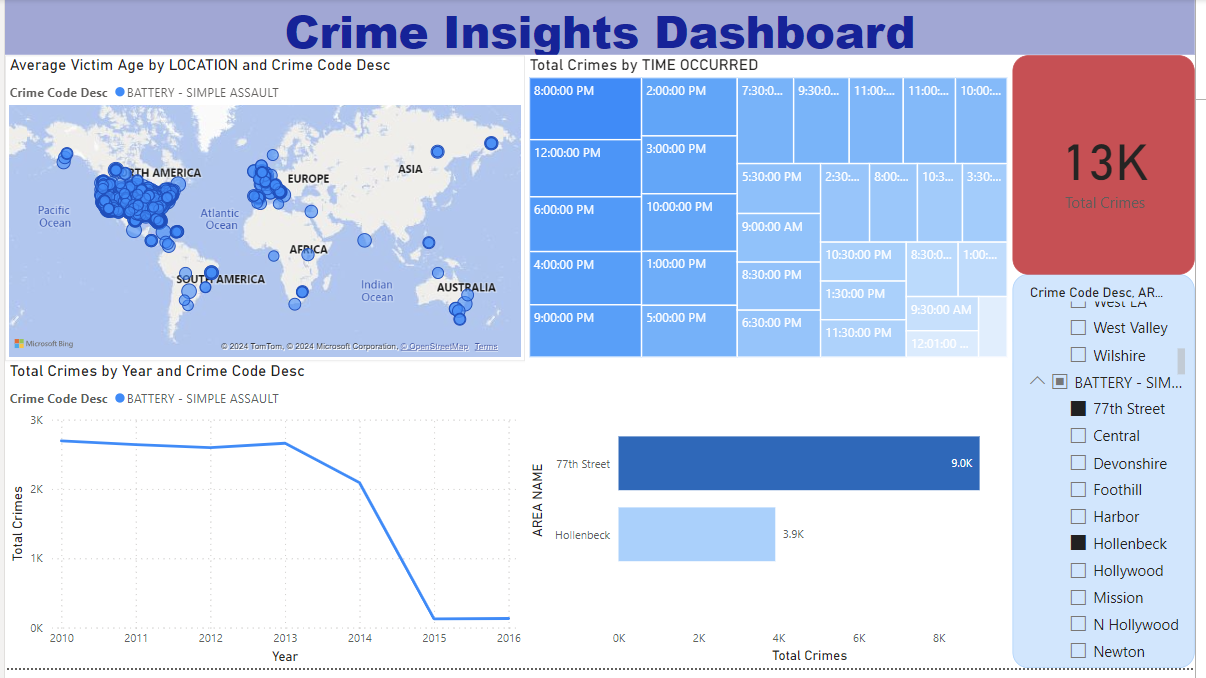 Crime Insights Dashboard
Average Victim Age by LOCATION and Crime Code Desc
Crime Code Desc BATTERY - SIMPLE ASSAULT
NORTH AMERICA
EUROPE
ASIA
Pacific
Ocean
Atlantic
Ocean
AFRICA
SOUTH AMERICA
Indian
Ocean
AUSTRALIA
Microsoft Bing
© 2024 TomTom, © 2024 Microsoft Corporation, © OpenStreetMap Terms
Total Crimes by TIME OCCURRED
8:00:00 PM
12:00:00 PM
6:00:00 PM
4:00:00 PM
9:00:00 PM
2:00:00 PM
3:00:00 PM
10:00:00 PM
1:00:00 PM
5:00:00 PM
7:30:0...
9:30:0...
11:00:...
11:00:...
10:00:...
5:30:00 PM
9:00:00 AM
8:30:00 PM
6:30:00 PM
2:30:...
8:00:...
10:3...
3:30:...
10:30:00 PM
1:30:00 PM
11:30:00 PM
8:30:0...
1:00:...
9:30:00 AM
12:01:00 ...
13K
Total Crimes
Crime Code Desc, AR...
West LA
West Valley
Wilshire
BATTERY - SIM...
77th Street
Central
Devonshire
Foothill
Harbor
Hollenbeck
Hollywood
Mission
N Hollywood
Newton
Total Crimes by Year and Crime Code Desc
Crime Code Desc BATTERY - SIMPLE ASSAULT
Total Crimes
3K
2K
1K
0K
2010 2011 2012 2013 2014 2015 2016
Year
AREA NAME
77th Street 9.0K
Hollenbeck 3.9K
0K 2K 4K 6K 8K
Total Crimes